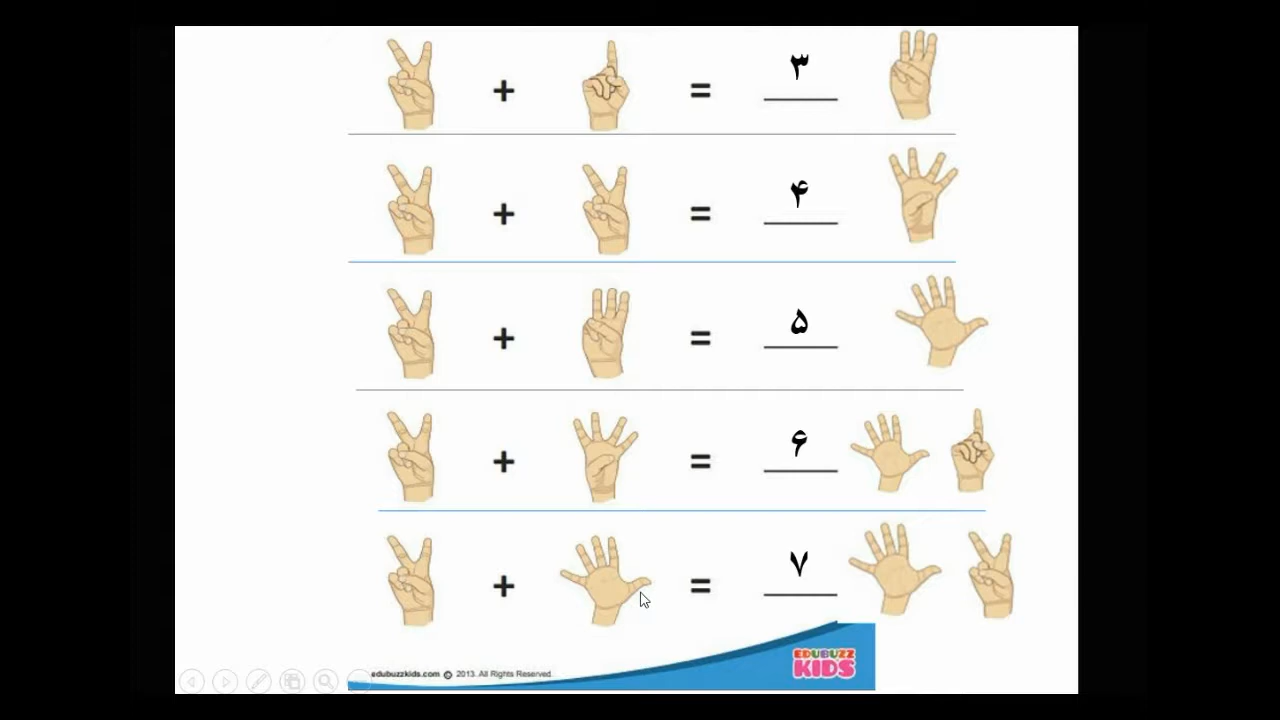 + = ۳
+ = ۴
+ = ۵
+ = ۶
+ = ۷
edubuzzkids.com © 2013. All Rights Reserved.
EDUBUZZ
KIDS